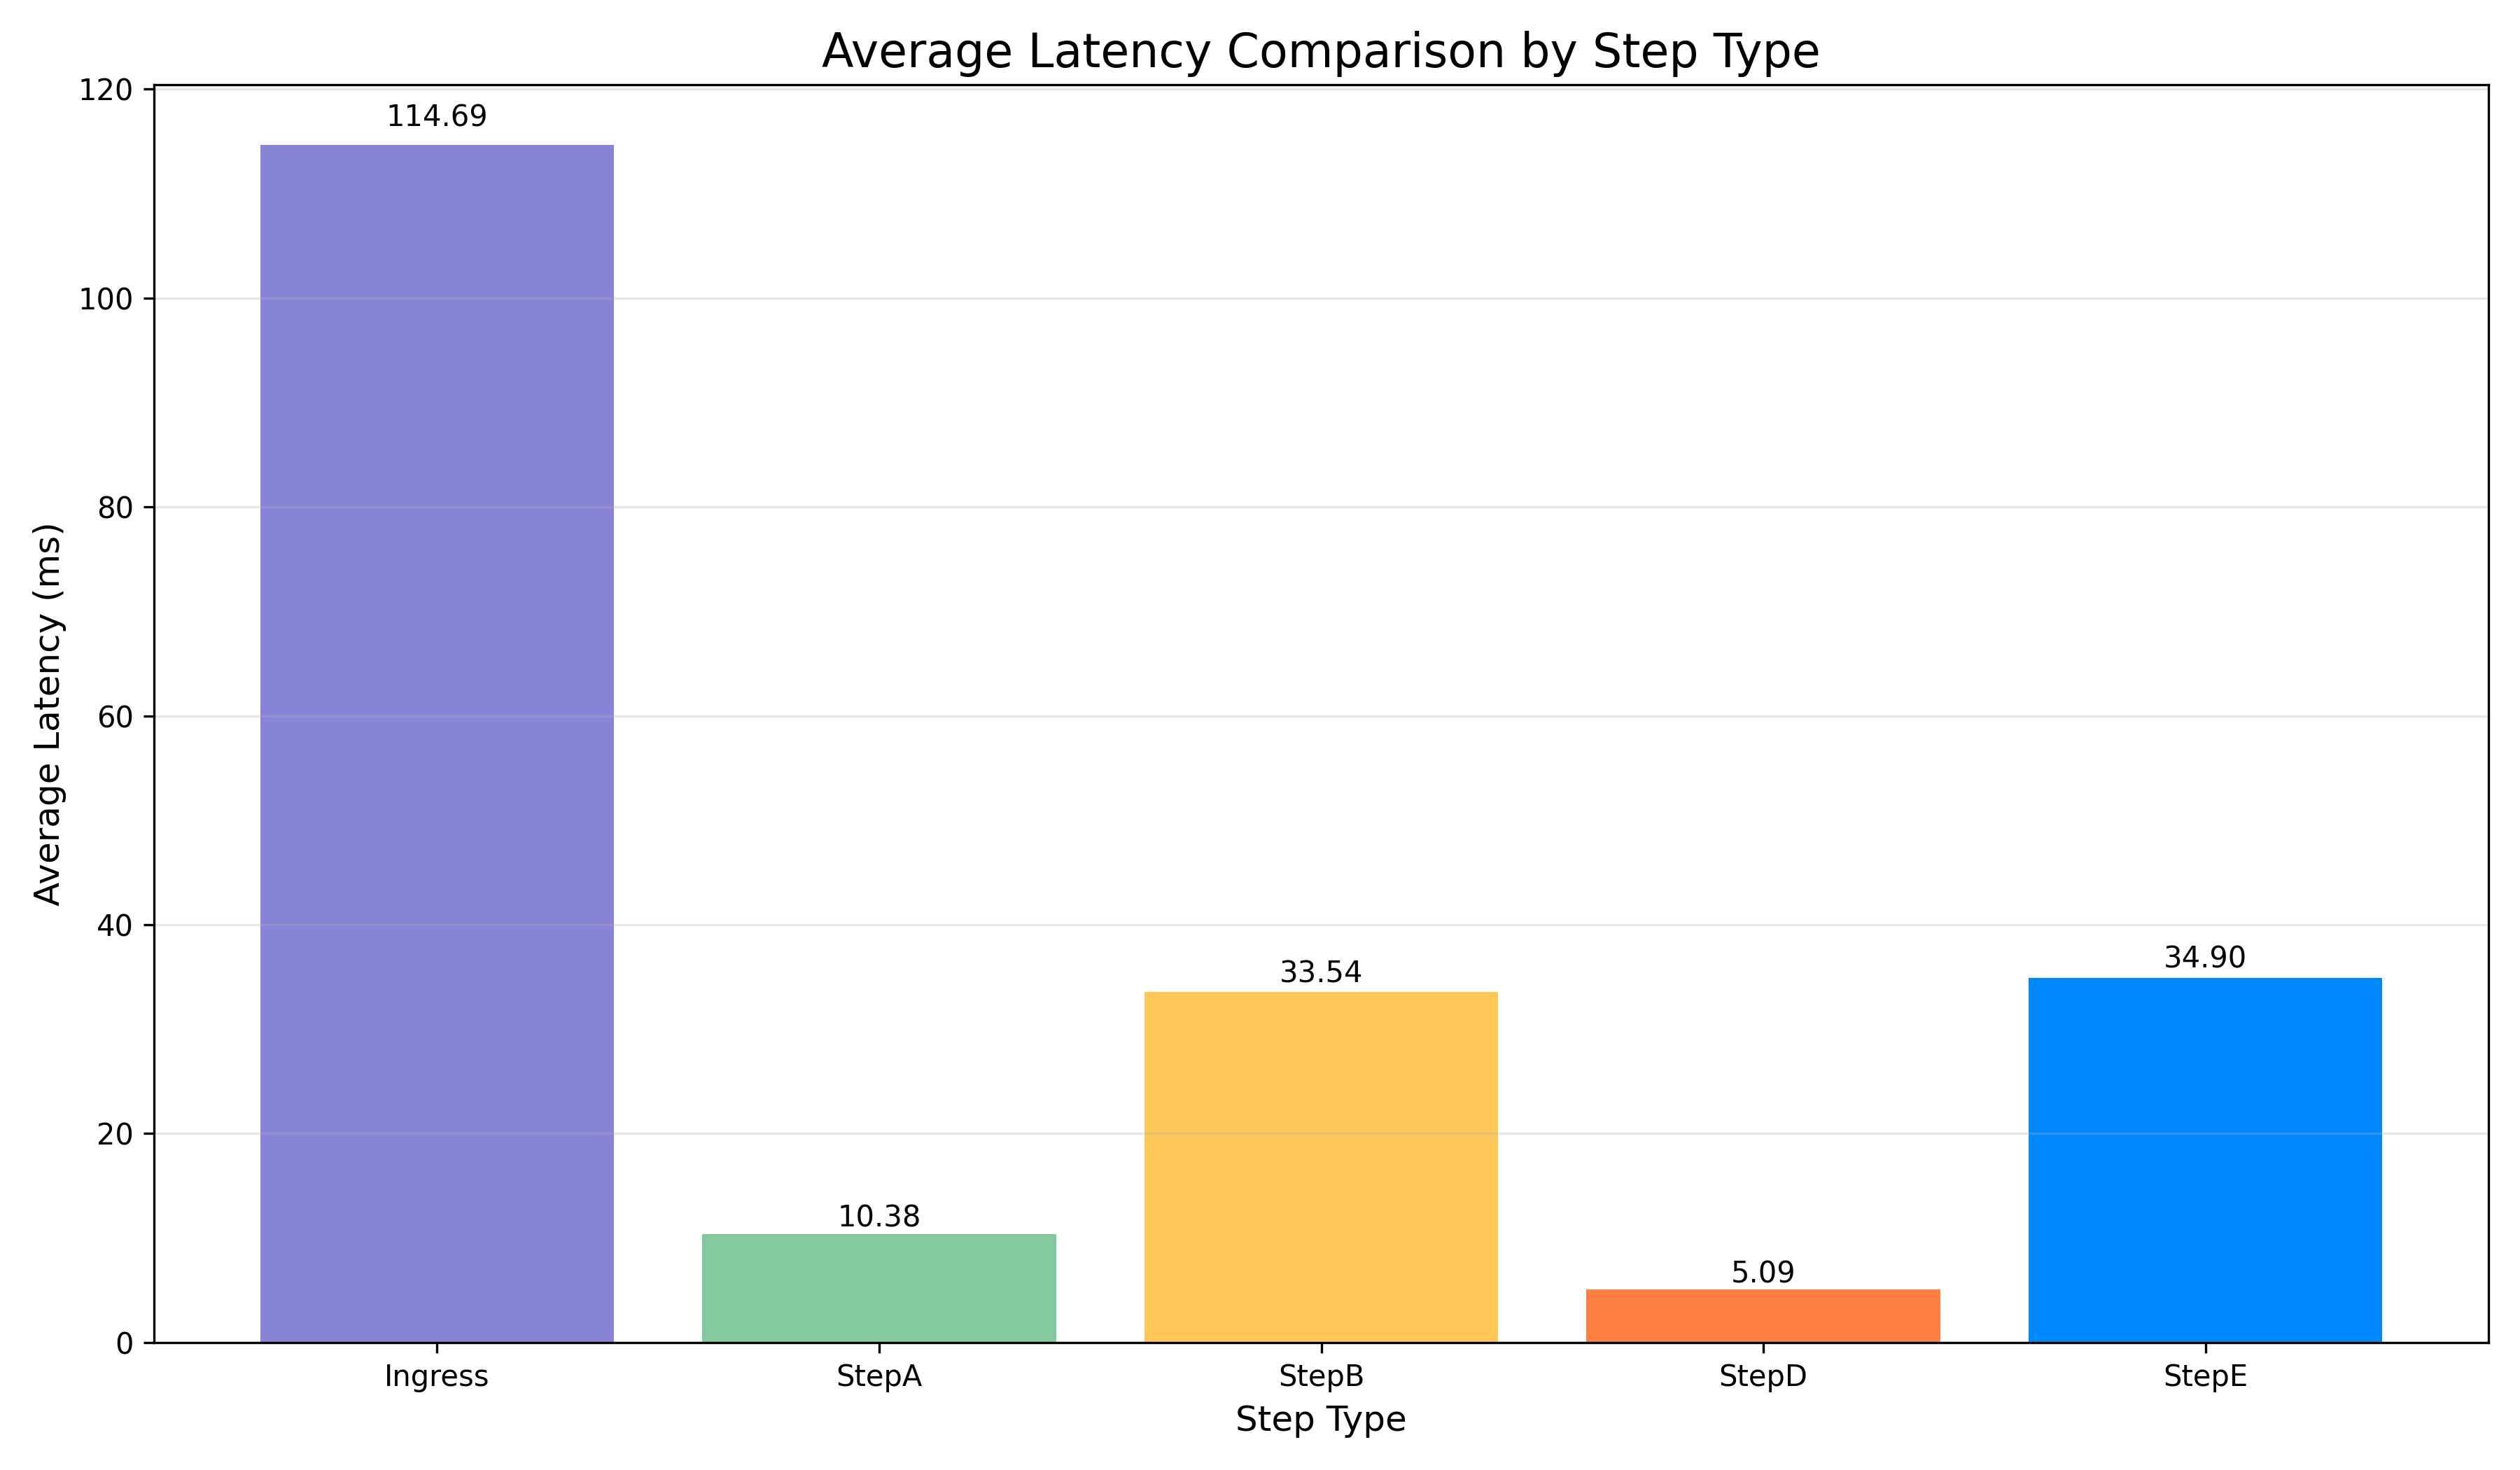 Average Latency Comparison by Step Type
Average Latency (ms)
120
100
80
60
40
20
0
114.69
10.38
33.54
5.09
34.90
Ingress
StepA
StepB
StepD
StepE
Step Type